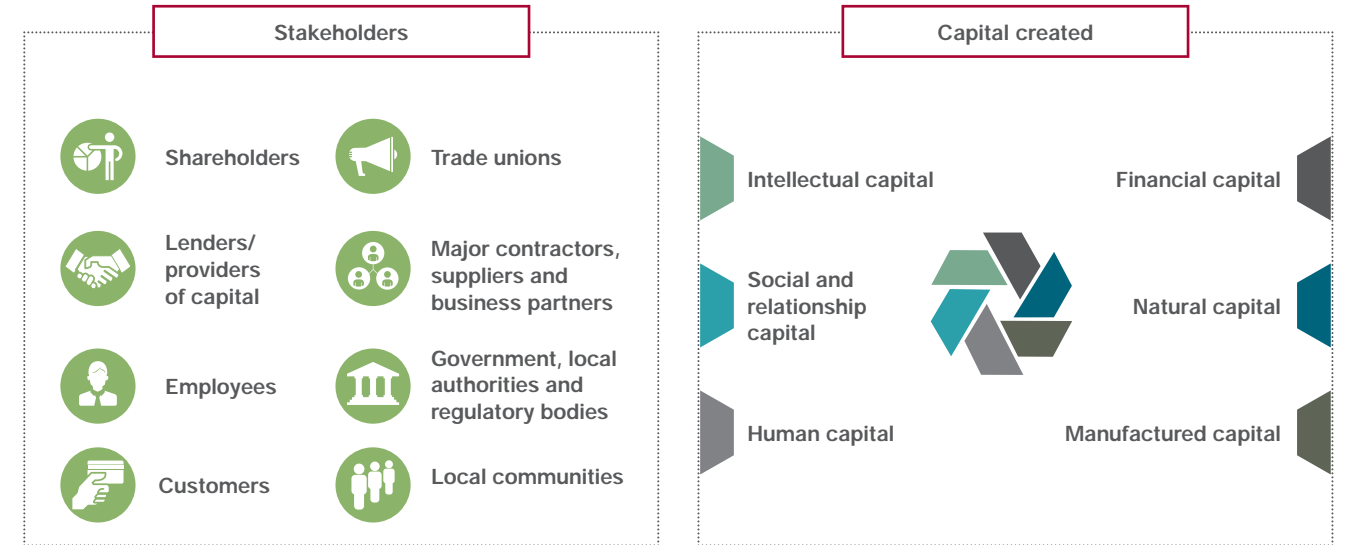 Stakeholders
Shareholders
Trade unions
Lenders/
providers
of capital
Major contractors,
suppliers and
business partners
Employees
Government, local
authorities and
regulatory bodies
Customers
Local communities
Capital created
Intellectual capital
Financial capital
Social and
relationship
capital
Natural capital
Human capital
Manufactured capital